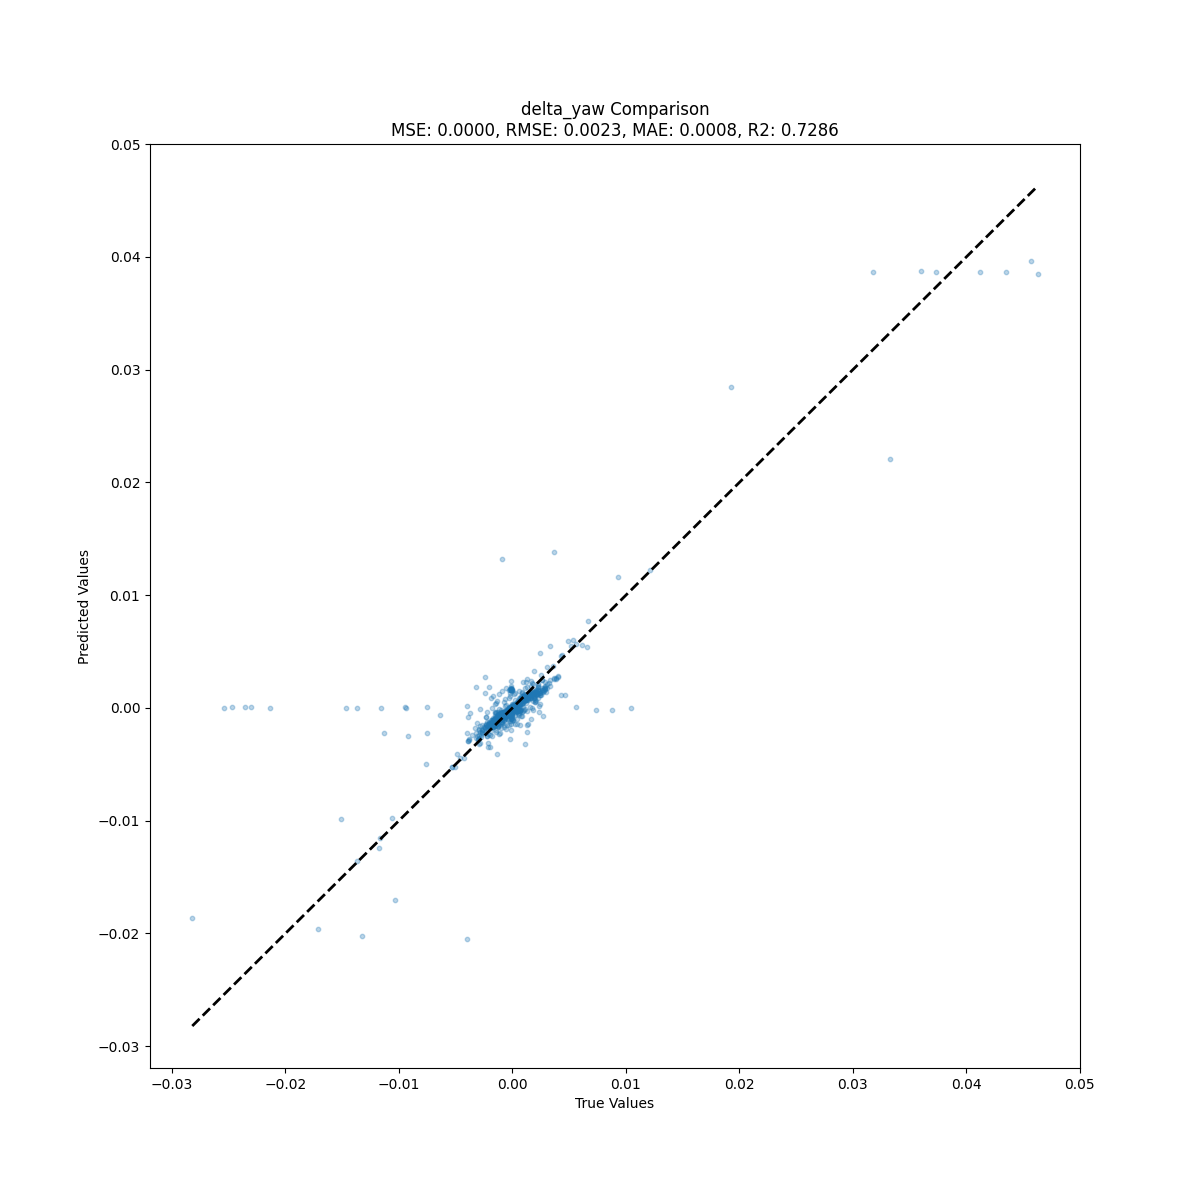 delta_yaw Comparison
MSE: 0.0000, RMSE: 0.0023, MAE: 0.0008, R2: 0.7286
0.05
0.04
0.03
0.02
0.01
0.00
−0.01
−0.02
−0.03
Predicted Values
−0.03 −0.02 −0.01 0.00 0.01 0.02 0.03 0.04 0.05
True Values